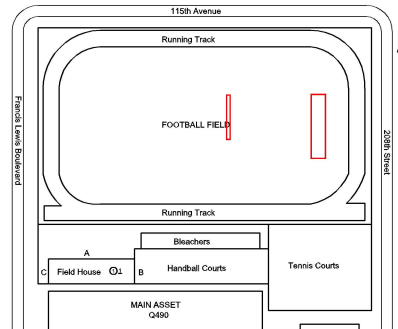 115th Avenue
Running Track
Francis Lewis Boulevard
FOOTBALL FIELD
208th Street
Running Track
Bleachers
A
C
Field House
1
B
Handball Courts
Tennis Courts
MAIN ASSET
Q490